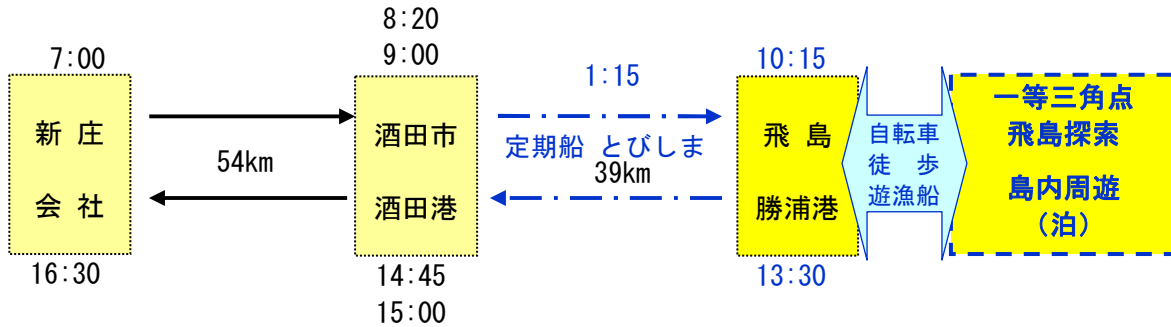 8:20
7:00
9:00
10:15
1:15
新 庄
会 社
54km
酒田市
酒田港
定期船 とびしま
39km
飛 島
勝浦港
自転車
徒 歩
遊漁船
一等三角点
飛島探索
島内周遊
（泊）
16:30
14:45
15:00
13:30